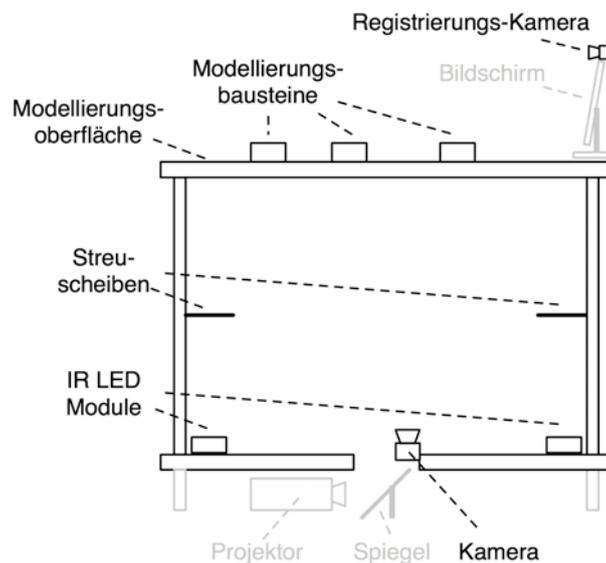 Registrierungs-Kamera
Bildschirm
Modellierungs-
bausteine
Modellierungs-
oberfläche
Streu-
scheiben
IR LED
Module
Projektor
Spiegel
Kamera